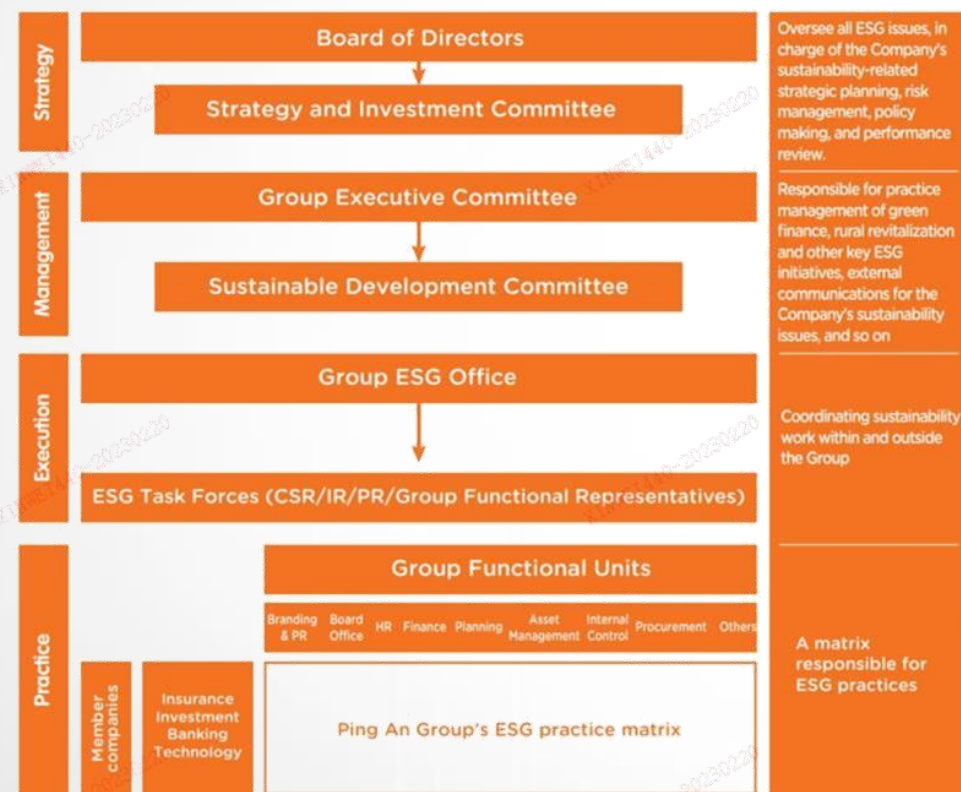 Strategy
Board of Directors
Strategy and Investment Committee
Oversee all ESG issues, in
charge of the Company's
sustainability-related
strategic planning, risk
management, policy
making, and performance
review.
Management
Group Executive Committee
Sustainable Development Committee
Responsible for practice
management of green
finance, rural revitalization
and other key ESG
initiatives, external
communications for the
Company's sustainability
issues, and so on
Execution
Group ESG Office
ESG Task Forces (CSR/IR/PR/Group Functional Representatives)
Coordinating sustainability
work within and outside
the Group
Practice
Group Functional Units
Branding
& PR
Board
Office
HR
Finance
Planning
Asset
Management
Internal
Control
Procurement
Others
Member
companies
Insurance
Investment
Banking
Technology
Ping An Group's ESG practice matrix
A matrix
responsible for
ESG practices